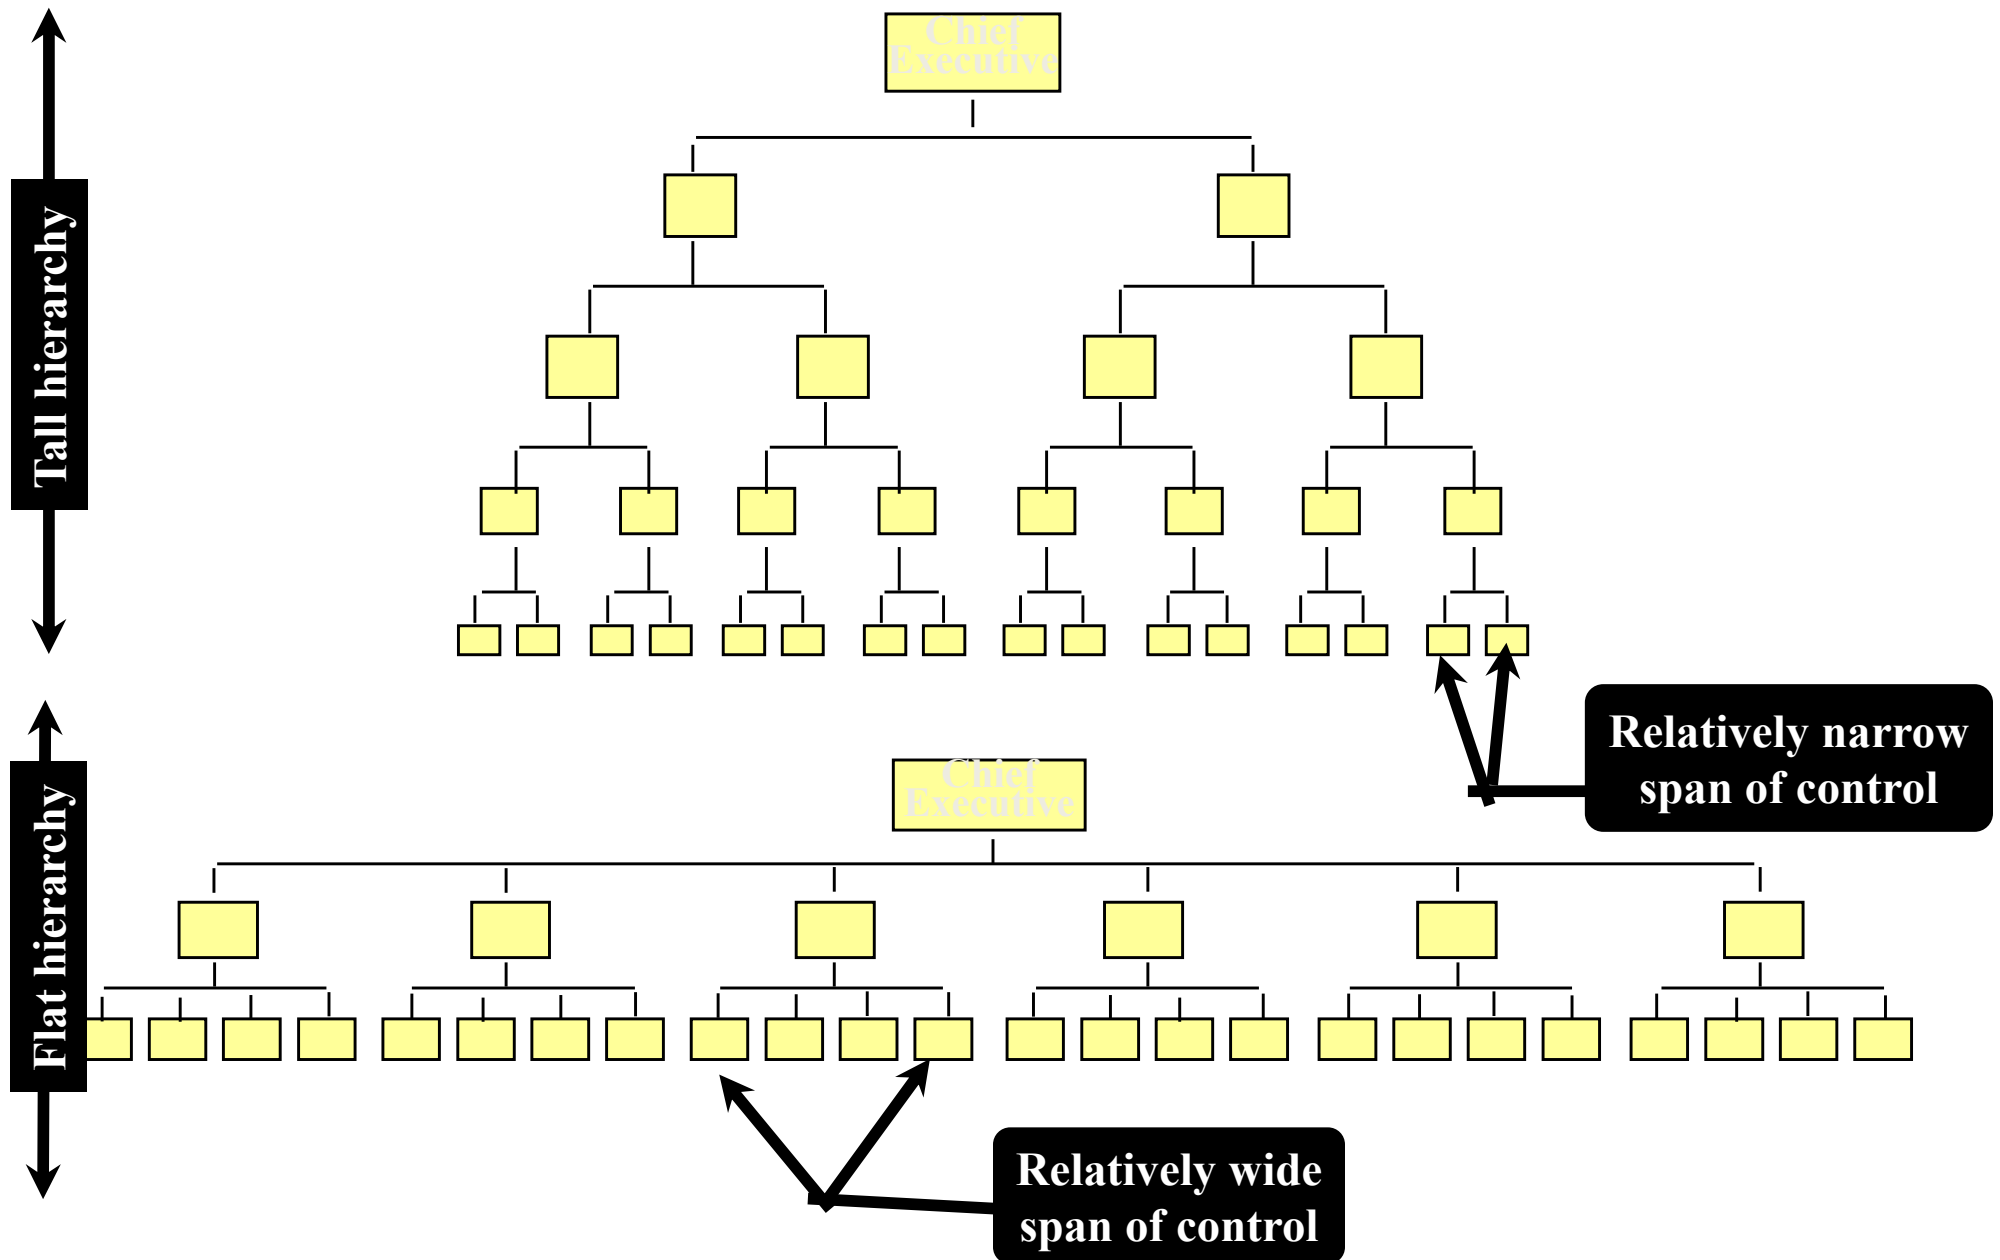 Chief
Executive
Tall hierarchy
Relatively narrow
span of control
Chief
Executive
Flat hierarchy
Relatively wide
span of control